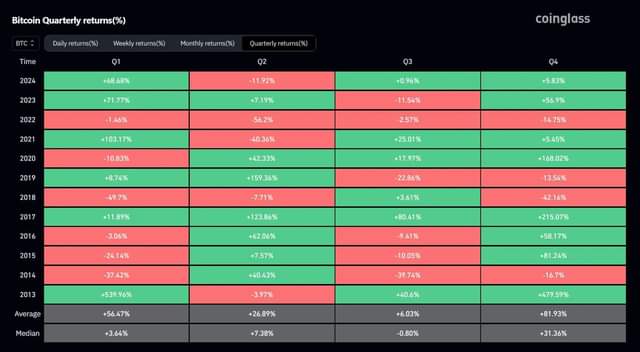 Bitcoin Quarterly returns(%)
coinglass
BTC Daily returns(%) Weekly returns(%) Monthly returns(%) Quarterly returns(%)
Time Q1 Q2 Q3 Q4
2024 +68.68% -11.92% +0.96% +5.83%
2023 +71.77% +7.19% -11.54% +56.9%
2022 -1.46% -56.2% -2.57% -14.75%
2021 +103.17% -40.36% +25.01% +5.45%
2020 -10.83% +42.33% +17.97% +168.02%
2019 +8.74% +159.36% -22.86% -13.54%
2018 -49.7% -7.71% +3.61% -42.16%
2017 +11.89% +123.86% +80.41% +215.07%
2016 -3.06% +62.06% -9.41% +58.17%
2015 -24.14% +7.57% -10.05% +81.24%
2014 -37.42% +40.43% -39.74% -16.7%
2013 +539.96% -3.97% +40.6% +479.59%
Average +56.47% +26.89% +6.03% +81.93%
Median +3.64% +7.38% -0.80% +31.36%